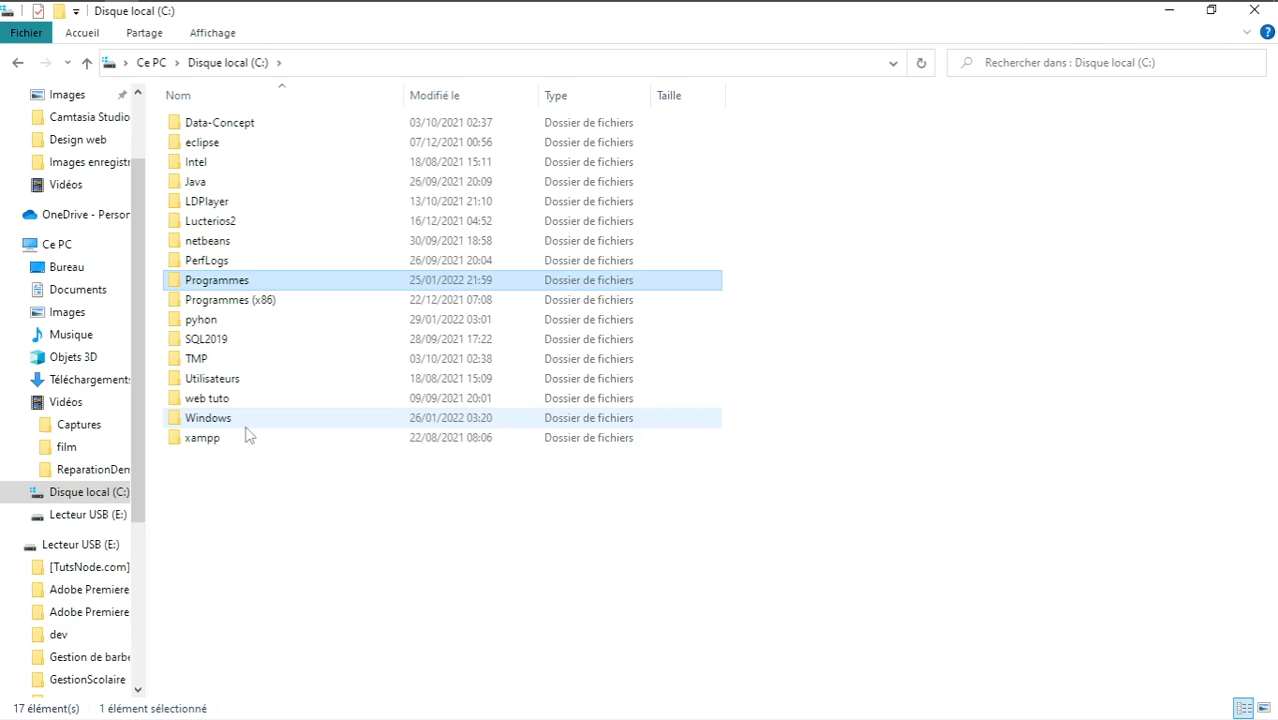 Disque local (C:)
Fichier Accueil Partage Affichage
Ce PC Disque local (C:) Rechercher dans : Disque local (C:)
Nom Modifié le Type Taille
Images
Camtasia Studio
Design web
Images enregistr
Vidéos
OneDrive - Person
Ce PC
Bureau
Documents
Images
Musique
Objets 3D
Téléchargements
Vidéos
Captures
film
ReparationDem
Disque local (C:)
Lecteur USB (E:)
Lecteur USB (E:)
[TutsNode.com]
Adobe Premiere
Adobe Premiere
dev
Gestion de barbe
GestionScolaire
Data-Concept 03/10/2021 02:37 Dossier de fichiers
eclipse 07/12/2021 00:56 Dossier de fichiers
Intel 18/08/2021 15:11 Dossier de fichiers
Java 26/09/2021 20:09 Dossier de fichiers
LDPlayer 13/10/2021 21:10 Dossier de fichiers
Lucterios2 16/12/2021 04:52 Dossier de fichiers
netbeans 30/09/2021 18:58 Dossier de fichiers
PerfLogs 26/09/2021 20:04 Dossier de fichiers
Programmes 25/01/2022 21:59 Dossier de fichiers
Programmes (x86) 22/12/2021 07:08 Dossier de fichiers
pyhon 29/01/2022 03:01 Dossier de fichiers
SQL2019 28/09/2021 17:22 Dossier de fichiers
TMP 03/10/2021 02:38 Dossier de fichiers
Utilisateurs 18/08/2021 15:09 Dossier de fichiers
web tuto 09/09/2021 20:01 Dossier de fichiers
Windows 26/01/2022 03:20 Dossier de fichiers
xampp 22/08/2021 08:06 Dossier de fichiers
17 élément(s) 1 élément sélectionné